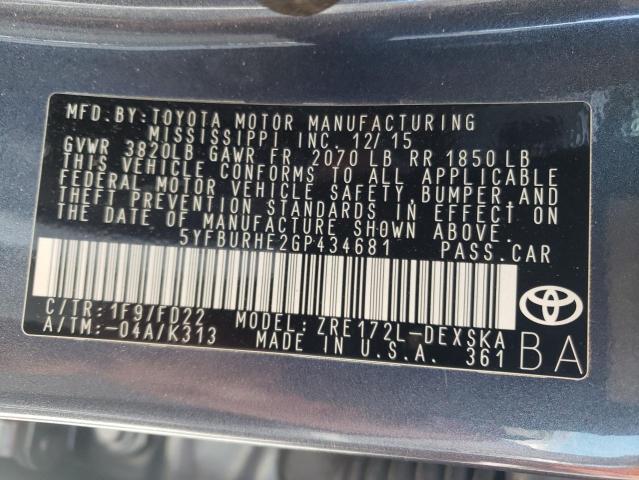 MFD.BY:TOYOTA MOTOR MANUFACTURING
MISSISSIPPI INC. 12/15
GVWR 3820LB GAWR FR 2070 LB RR 1850 LB
THIS VEHICLE CONFORMS TO ALL APPLICABLE
FEDERAL MOTOR VEHICLE SAFETY,BUMPER,AND
THEFT PREVENTION STANDARDS IN EFFECT ON
THE DATE OF MANUFACTURE SHOWN ABOVE.
5YFBURHE2GP434681 PASS.CAR
C/TR:1F9/FD22 MODEL:ZRE172L-DEXSKA
A/TM:-04A/K313 MADE IN U.S.A. 361
BA